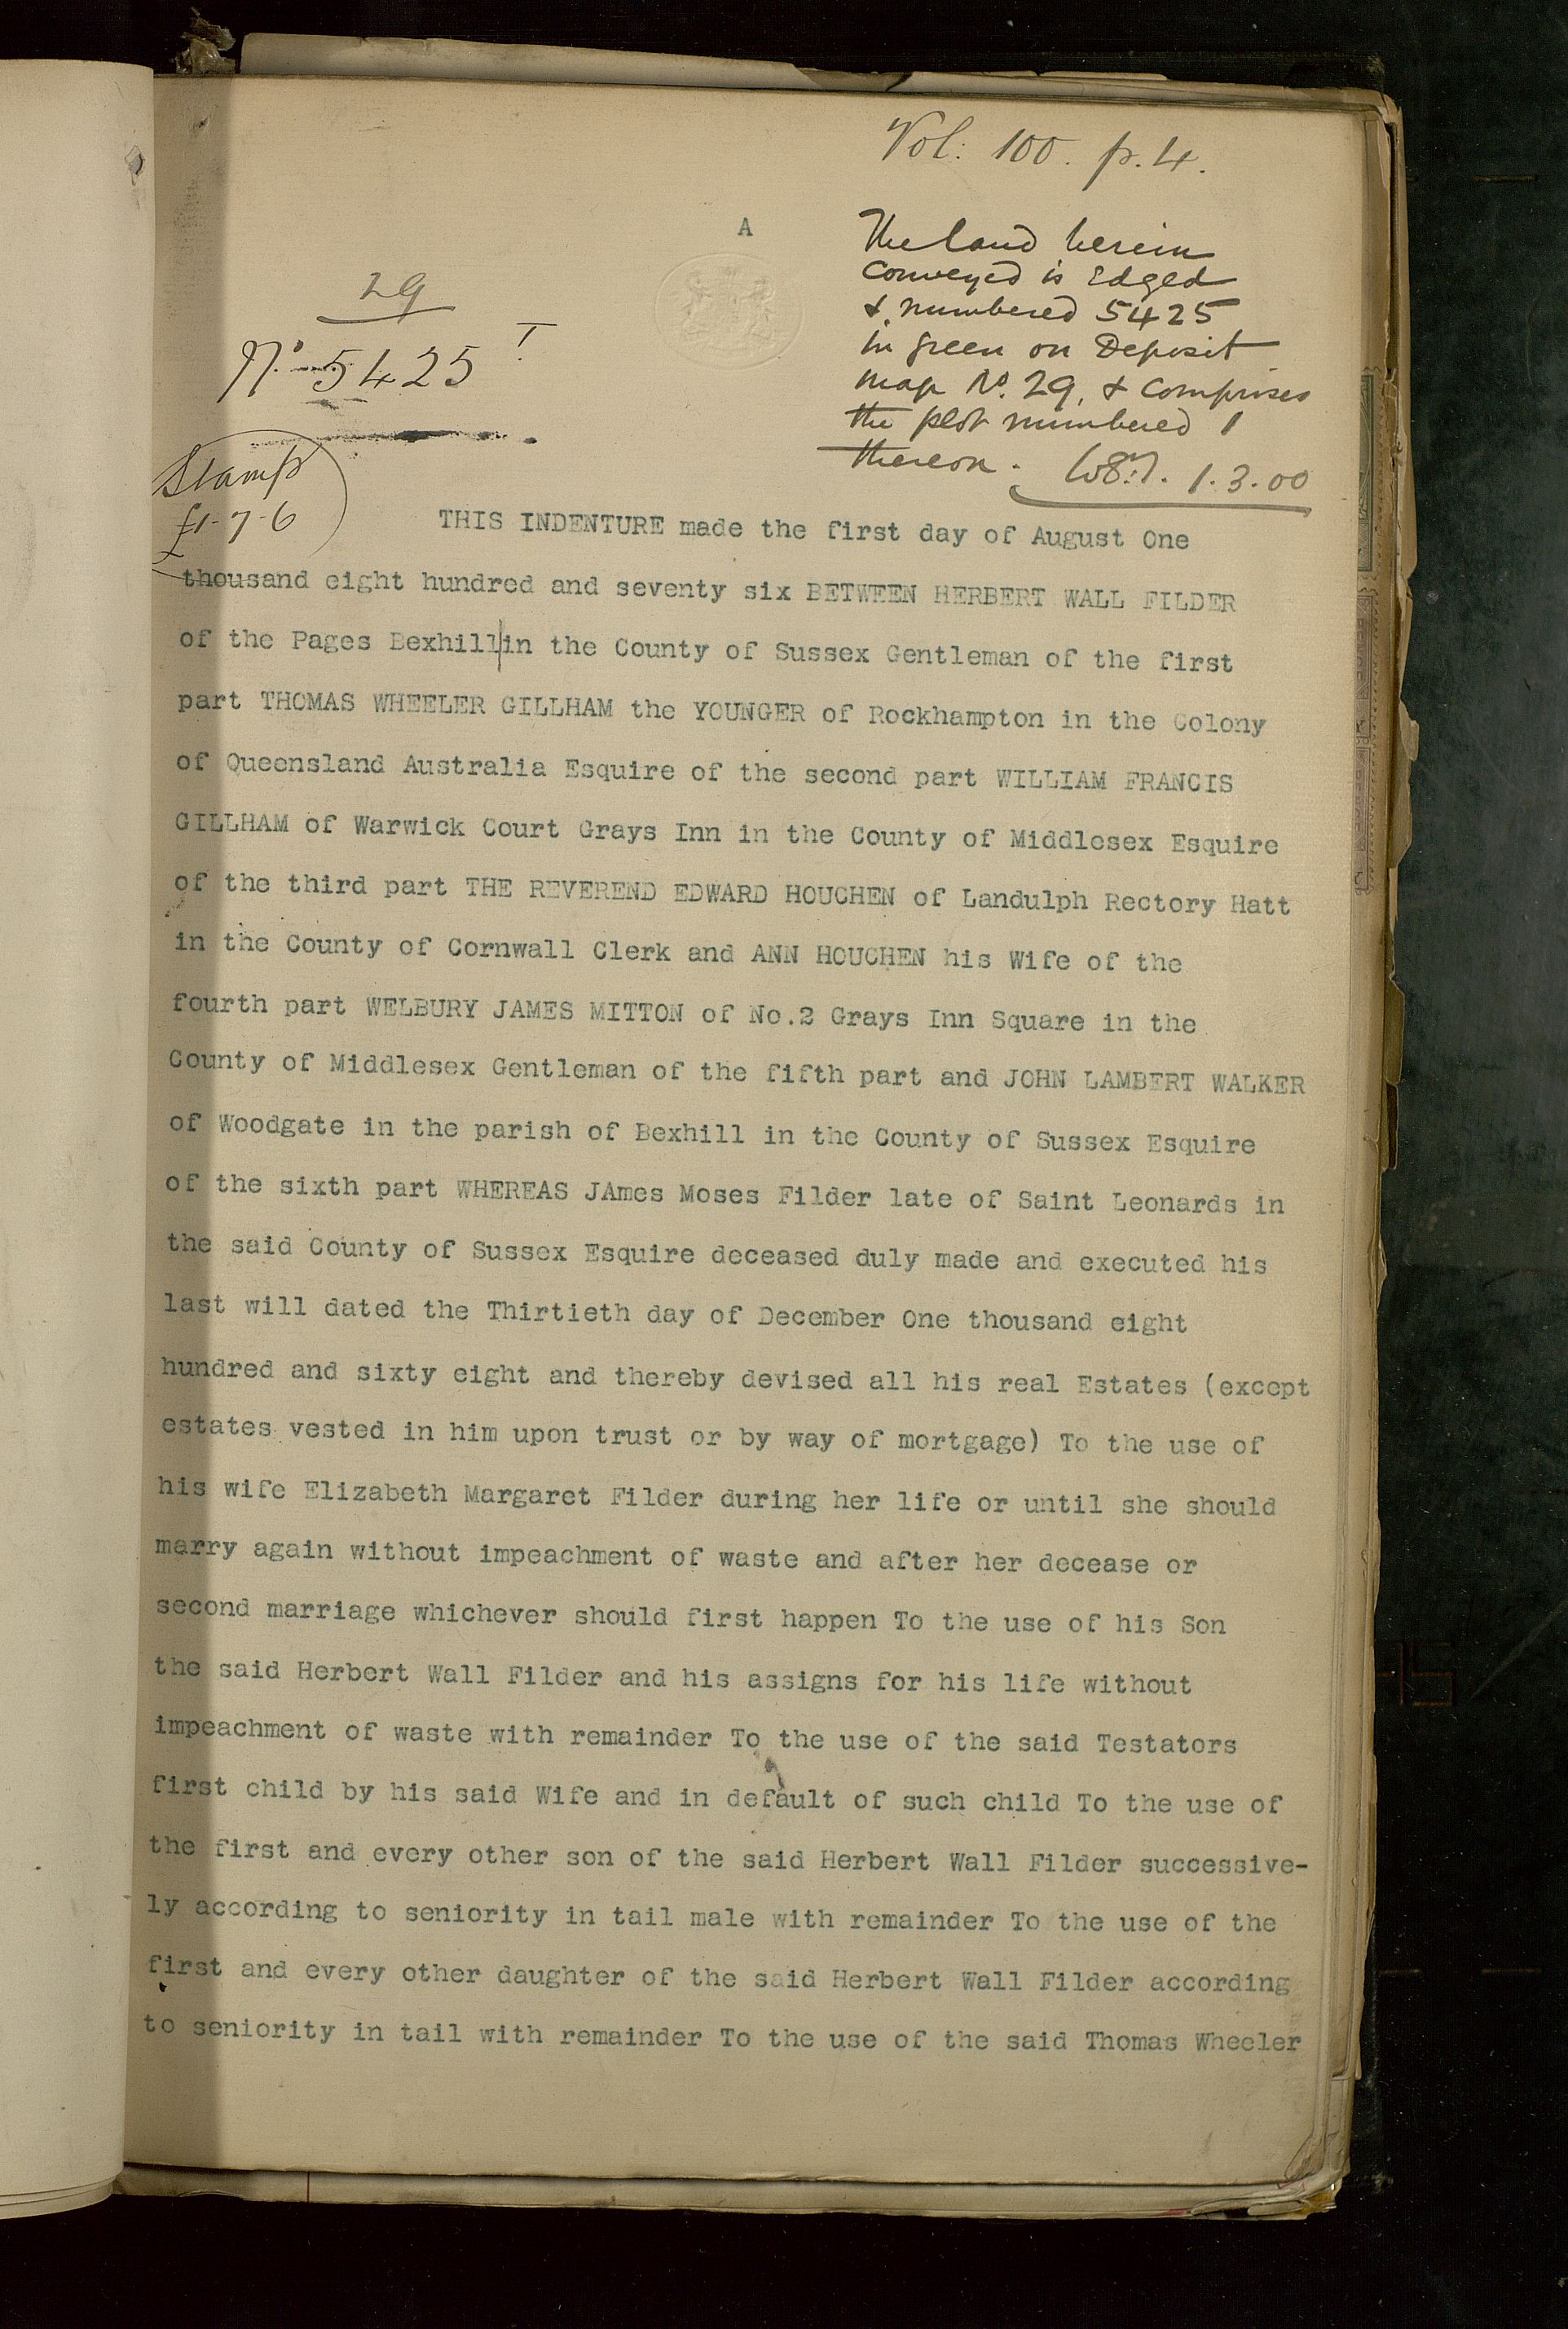 Vol: 100. p. 4.
A
The land herein
conveyed is Edged
& numbered 5425
in green on Deposit
map No. 29, & comprises
the plot numbered 1
thereon.
1.3.00
29
No. 5425 T
Stamp
£1-7-6
THIS INDENTURE made the first day of August One
thousand eight hundred and seventy six BETWEEN HERBERT WALL FILDER
of the Pages Bexhill|in the County of Sussex Gentleman of the first
part THOMAS WHEELER GILLHAM the YOUNGER of Rockhampton in the Colony
of Queensland Australia Esquire of the second part WILLIAM FRANCIS
GILLHAM of Warwick Court Grays Inn in the County of Middlesex Esquire
of the third part THE REVEREND EDWARD HOUCHEN of Landulph Rectory Hatt
in the County of Cornwall Clerk and ANN HOUCHEN his Wife of the
fourth part WELBURY JAMES MITTON of No.2 Grays Inn Square in the
County of Middlesex Gentleman of the fifth part and JOHN LAMBERT WALKER
of Woodgate in the parish of Bexhill in the County of Sussex Esquire
of the sixth part WHEREAS JAmes Moses Filder late of Saint Leonards in
the said County of Sussex Esquire deceased duly made and executed his
last will dated the Thirtieth day of December One thousand eight
hundred and sixty eight and thereby devised all his real Estates (except
estates vested in him upon trust or by way of mortgage) To the use of
his wife Elizabeth Margaret Filder during her life or until she should
marry again without impeachment of waste and after her decease or
second marriage whichever should first happen To the use of his Son
the said Herbert Wall Filder and his assigns for his life without
impeachment of waste with remainder To the use of the said Testators
first child by his said Wife and in default of such child To the use of
the first and every other son of the said Herbert Wall Filder successive-
ly according to seniority in tail male with remainder To the use of the
first and every other daughter of the said Herbert Wall Filder according
to seniority in tail with remainder To the use of the said Thomas Wheeler